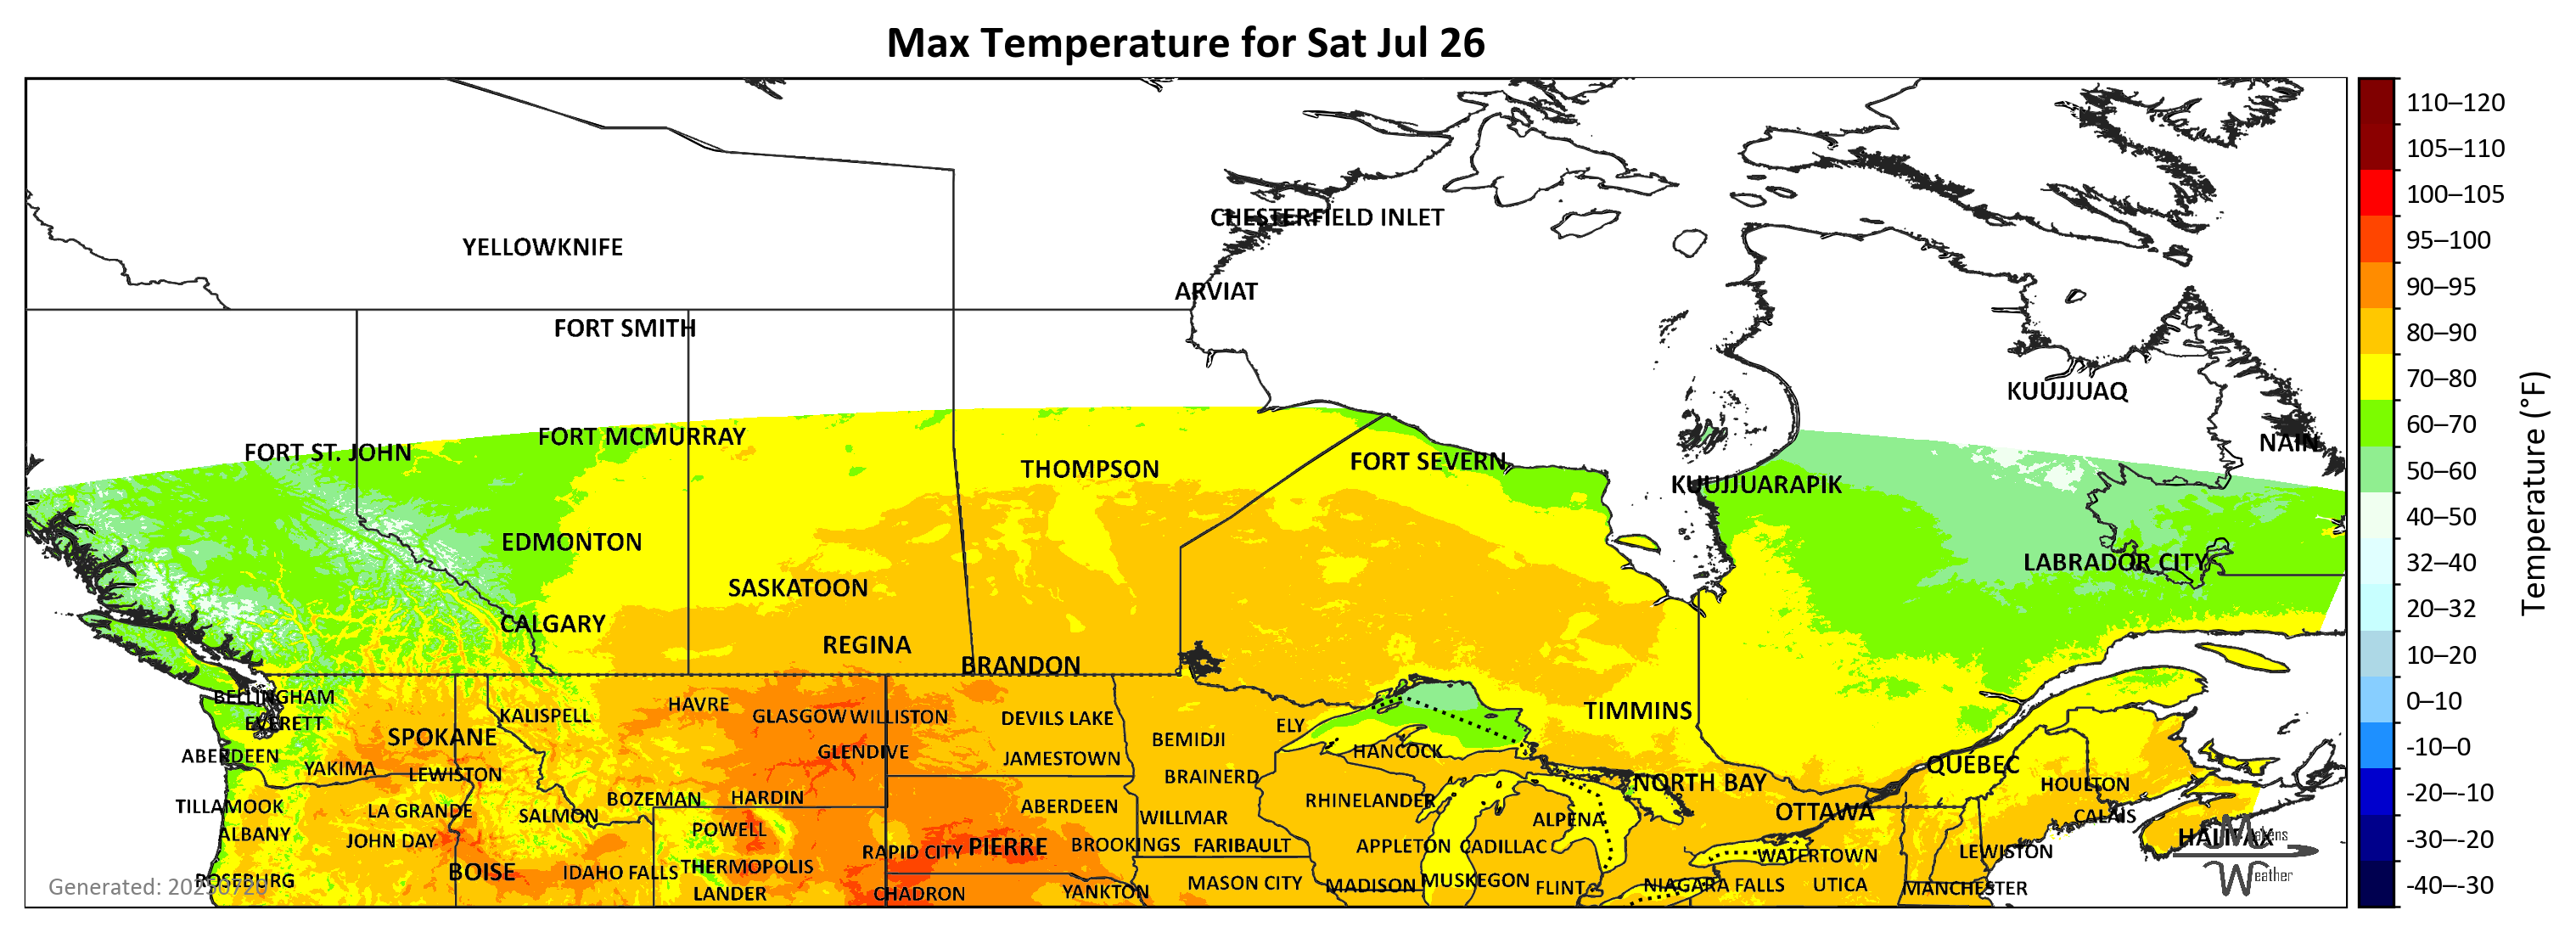 Max Temperature for Sat Jul 26
110–120
105–110
100–105
95–100
90–95
80–90
70–80
60–70
50–60
40–50
32–40
20–32
10–20
0–10
-10–0
-20–-10
-30–-20
-40–-30
Temperature (°F)
CHESTERFIELD INLET
YELLOWKNIFE
ARVIAT
FORT SMITH
KUUJJUAQ
FORT MCMURRAY
NAIN
FORT ST. JOHN
FORT SEVERN
THOMPSON
KUUJJUARAPIK
EDMONTON
LABRADOR CITY
SASKATOON
CALGARY
REGINA
BRANDON
BELLINGHAM
HAVRE
TIMMINS
KALISPELL
GLASGOW
WILLISTON
DEVILS LAKE
EVERETT
ELY
SPOKANE
BEMIDJI
HANCOCK
GLENDIVE
ABERDEEN
JAMESTOWN
QUEBEC
YAKIMA
LEWISTON
BRAINERD
NORTH BAY
HOULTON
BOZEMAN
HARDIN
RHINELANDER
TILLAMOOK
ABERDEEN
LA GRANDE
SALMON
OTTAWA
CALAIS
WILLMAR
ALPENA
POWELL
ALBANY
HALIFAX
JOHN DAY
BROOKINGS
FARIBAULT
APPLETON
CADILLAC
PIERRE
RAPID CITY
LEWISTON
WATERTOWN
THERMOPOLIS
BOISE
IDAHO FALLS
ROSEBURG
MUSKEGON
MASON CITY
MADISON
NIAGARA FALLS
UTICA
FLINT
MANCHESTER
LANDER
CHADRON
YANKTON
Generated: 20250720
Matens
Weather